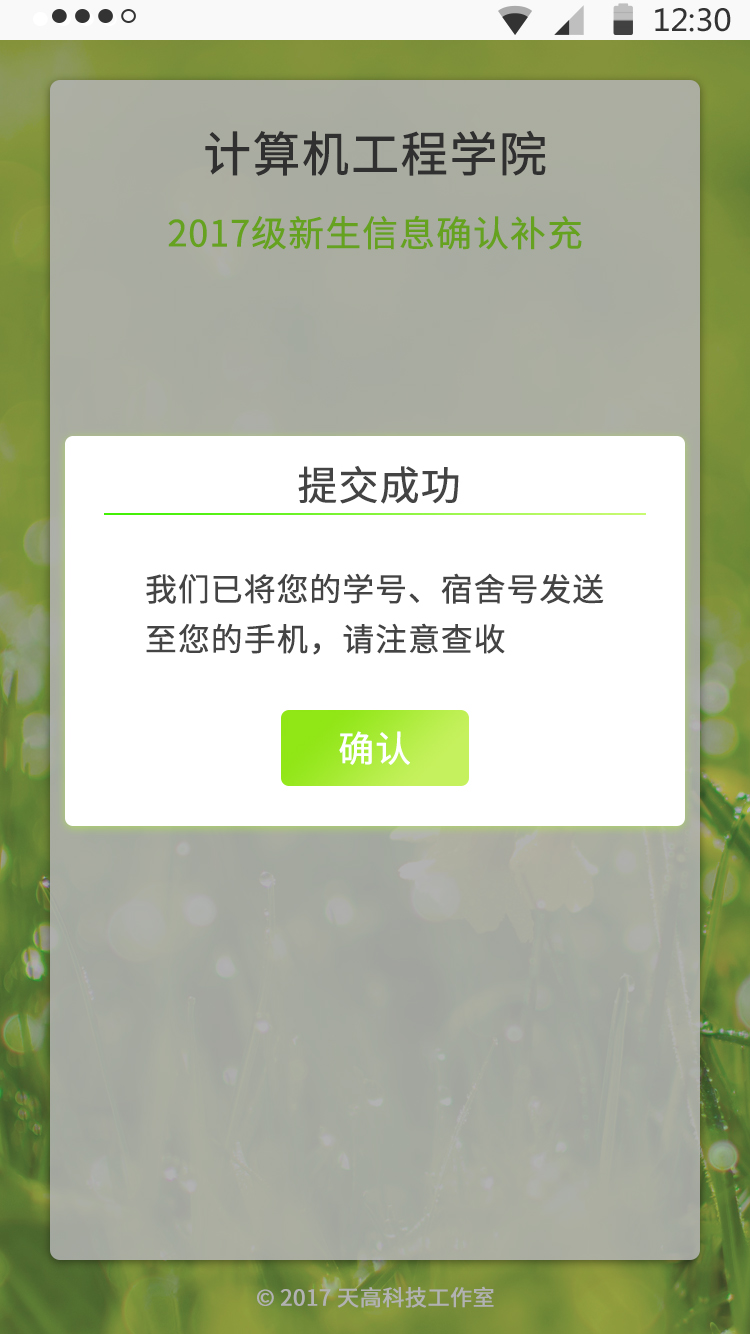 12:30
计算机工程学院
2017级新生信息确认补充
提交成功
我们已将您的学号、宿舍号发送
至您的手机，请注意查收
确认
© 2017 天高科技工作室